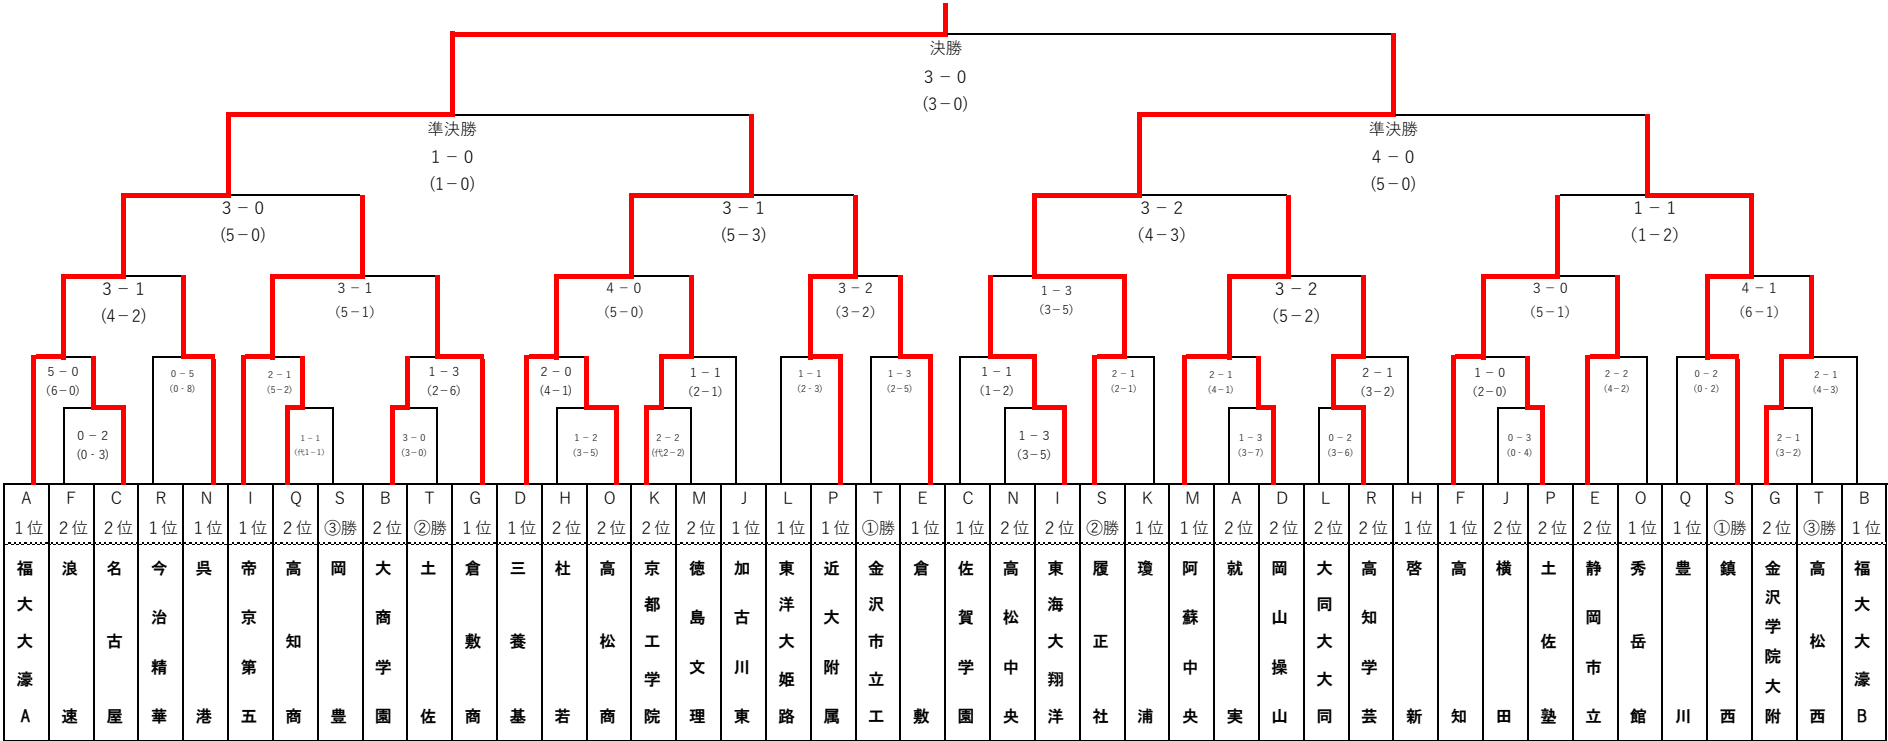 決勝
3 － 0
(3－0)
準決勝 準決勝
1 － 0 4 － 0
(1－0) (5－0)
3 － 0 3 － 1 3 － 2 1 － 1
(5－0) (5－3) (4－3) (1－2)
3 － 1 3 － 1 4 － 0 3 － 2 1 － 3 3 － 2 3 － 0 4 － 1
(4－2) (5－1) (5－0) (3－2) (3－5) (5－2) (5－1) (6－1)
5 － 0 0 － 5 2 － 1 1 － 3 2 － 0 1 － 1 1 － 1 1 － 3 1 － 1 2 － 1 2 － 1 2 － 1 1 － 0 2 － 2 0 － 2 2 － 1
(6－0) (0 - 8) (5－2) (2－6) (4－1) (2－1) (2 - 3) (2－5) (1－2) (2－1) (4－1) (3－2) (2－0) (4－2) (0 - 2) (4－3)
0 － 2 1 － 1 3 － 0 1 － 2 2 － 2 1 － 3 1 － 3 0 － 2 0 － 3 2 － 1
(0 - 3) (代1－1) (3－0) (3－5) (代2－2) (3－5) (3－7) (3－6) (0 - 4) (3－2)
A F C R N I Q S B T G D H O K M J L P T E C N I S K M A D L R H F J P E O Q S G T B
1位 2位 2位 1位 1位 1位 2位 ③勝 2位 ②勝 1位 1位 2位 2位 2位 2位 1位 1位 1位 ①勝 1位 1位 2位 2位 ②勝 1位 1位 2位 2位 2位 2位 1位 1位 2位 2位 2位 1位 1位 ①勝 2位 ③勝 1位
福大大濠A
浪速
名古屋
今治精華
呉港
帝京第五
高知商
岡豊
大商学園
土佐
倉敷商
三養基
杜若
高松商
京都工学院
徳島文理
加古川東
東洋大姫路
近大附属
金沢市立工
倉敷
佐賀学園
高松中央
東海大翔洋
履正社
瓊浦
阿蘇中央
就実
岡山操山
大同大大同
高知学芸
啓新
高知
横田
土佐塾
静岡市立
秀岳館
豊川
鎮西
金沢学院大附
高松西
福大大濠B